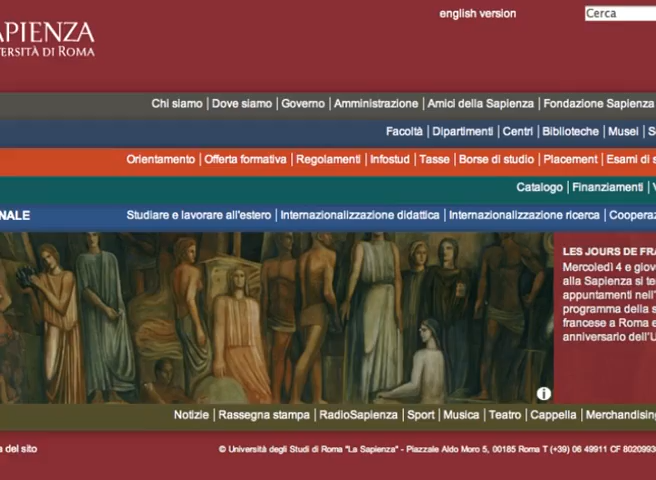 english version
Cerca
APIENZA
ERSITÀ DI ROMA
Chi siamo | Dove siamo | Governo | Amministrazione | Amici della Sapienza | Fondazione Sapienza
Facoltà | Dipartimenti | Centri | Biblioteche | Musei | S
Orientamento | Offerta formativa | Regolamenti | Infostud | Tasse | Borse di studio | Placement | Esami di s
Catalogo | Finanziamenti | V
NALE
Studiare e lavorare all'estero | Internazionalizzazione didattica | Internazionalizzazione ricerca | Coopera
LES JOURS DE FRA
Mercoledì 4 e giove
alla Sapienza si te
appuntamenti nell'
programma della s
francese a Roma e
anniversario dell'U
i
Notizie | Rassegna stampa | RadioSapienza | Sport | Musica | Teatro | Cappella | Merchandising
a del sito
© Università degli Studi di Roma "La Sapienza" - Piazzale Aldo Moro 5, 00185 Roma T (+39) 06 49911 CF 8020993